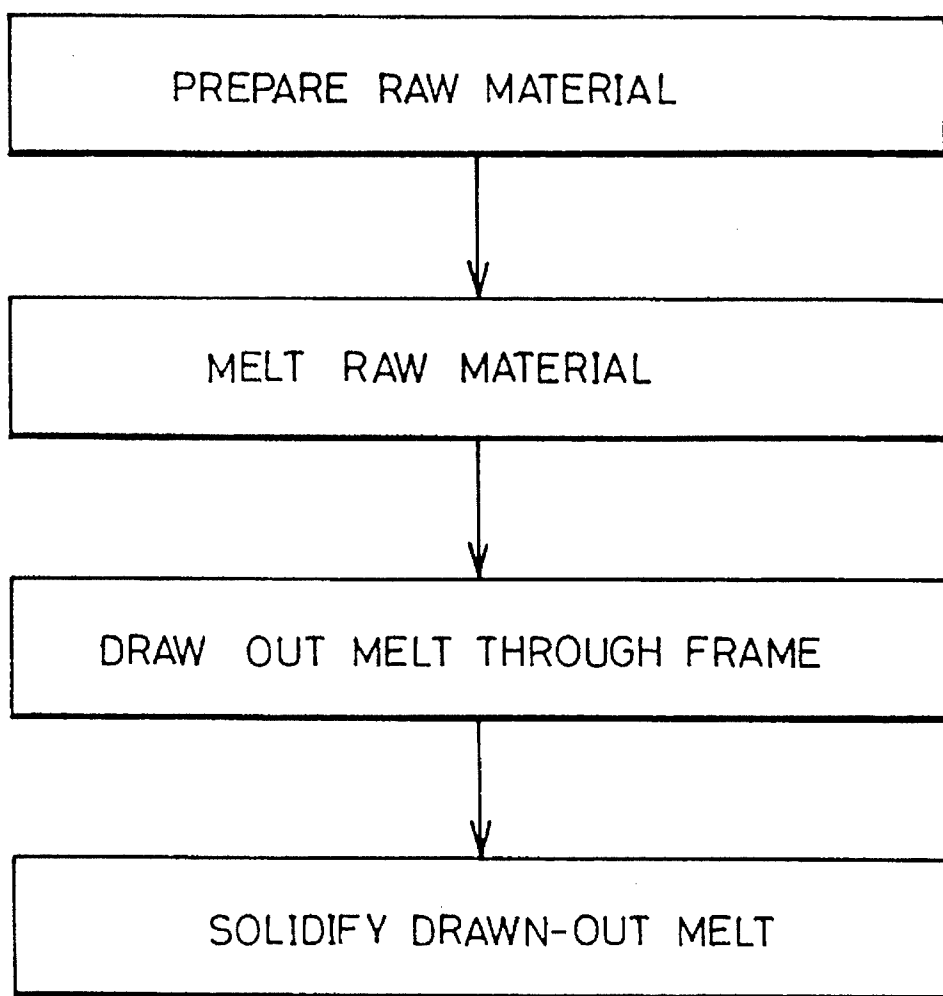 PREPARE RAW MATERIAL
MELT RAW MATERIAL
DRAW OUT MELT THROUGH FRAME
SOLIDIFY DRAWN-OUT MELT